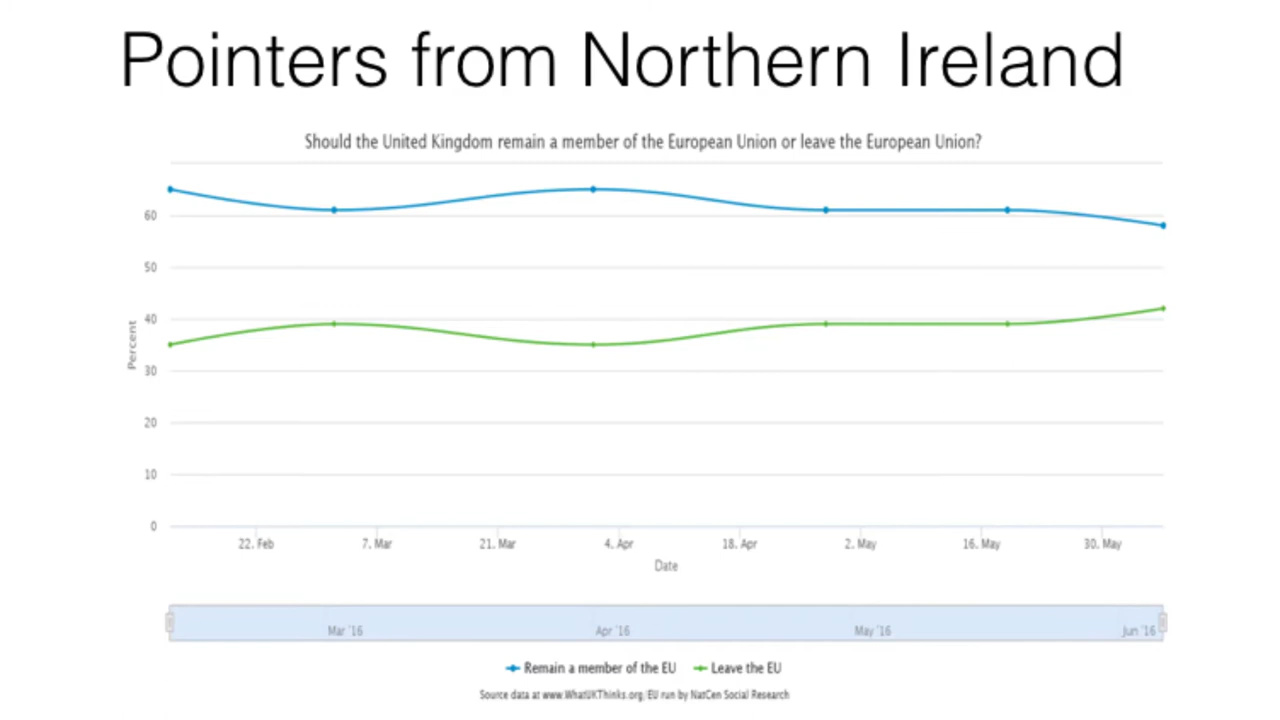 Pointers from Northern Ireland
Should the United Kingdom remain a member of the European Union or leave the European Union?
60
50
40
30
20
10
0
Percent
22. Feb 7. Mar 21. Mar 4. Apr 18. Apr 2. May 16. May 30. May
Date
Mar '16 Apr '16 May '16 Jun '16
Remain a member of the EU Leave the EU
Source data at www.WhatUKThinks.org/EU run by NatCen Social Research